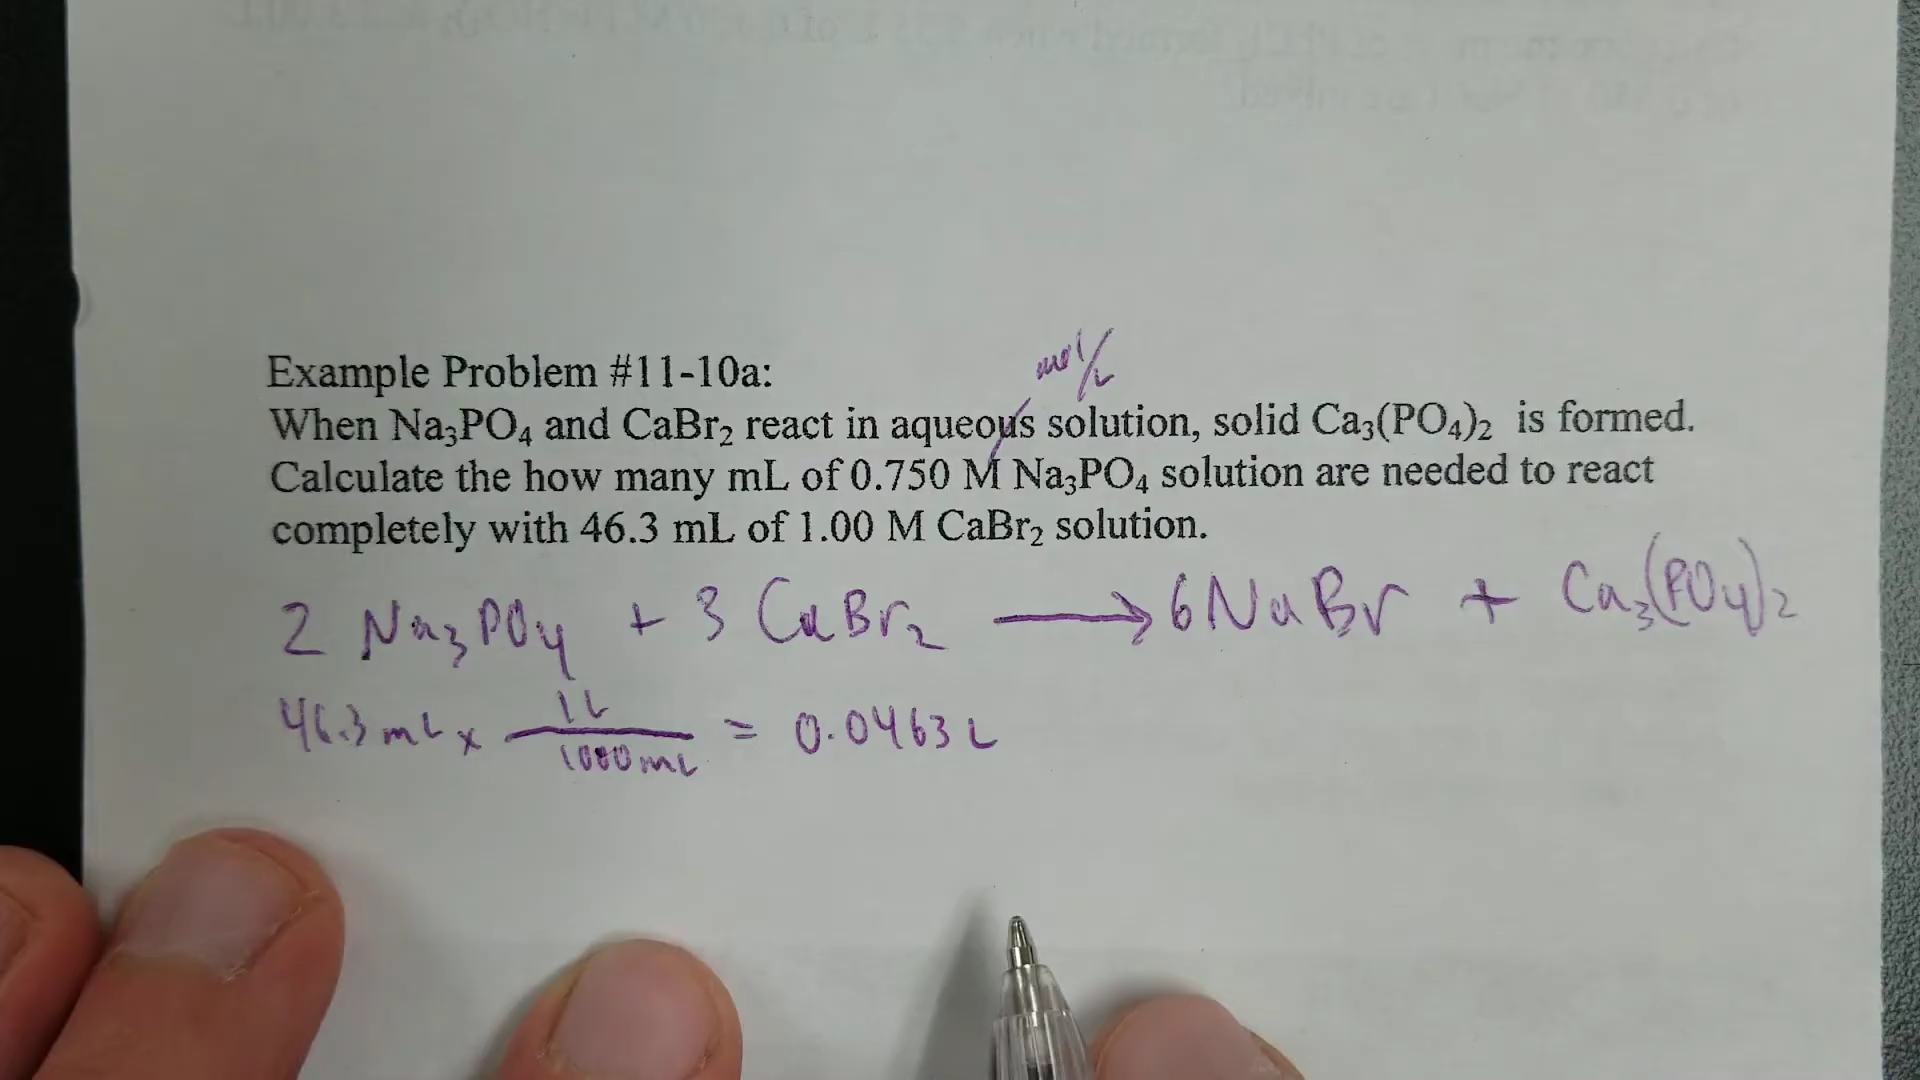 Example Problem #11-10a:
mol/L
When Na₃PO₄ and CaBr₂ react in aqueous solution, solid Ca₃(PO₄)₂ is formed.
Calculate the how many mL of 0.750 M Na₃PO₄ solution are needed to react
completely with 46.3 mL of 1.00 M CaBr₂ solution.
2 Na₃PO₄ + 3 CaBr₂ → 6NaBr + Ca₃(PO₄)₂
46.3 mL x 1L/1000mL = 0.0463 L